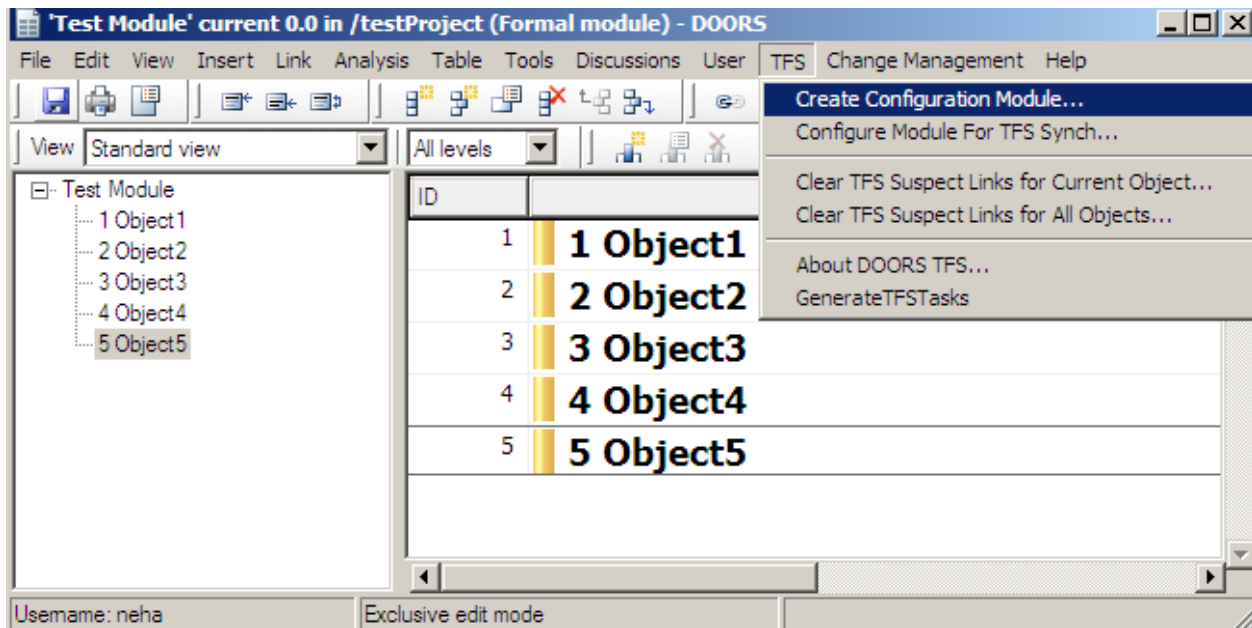 'Test Module' current 0.0 in /testProject (Formal module) - DOORS
File Edit View Insert Link Analysis Table Tools Discussions User TFS Change Management Help
Create Configuration Module...
Configure Module For TFS Synch...
Clear TFS Suspect Links for Current Object...
Clear TFS Suspect Links for All Objects...
About DOORS TFS...
GenerateTFSTasks
View Standard view All levels
Test Module
1 Object1
2 Object2
3 Object3
4 Object4
5 Object5
ID
1 1 Object1
2 2 Object2
3 3 Object3
4 4 Object4
5 5 Object5
Username: neha Exclusive edit mode